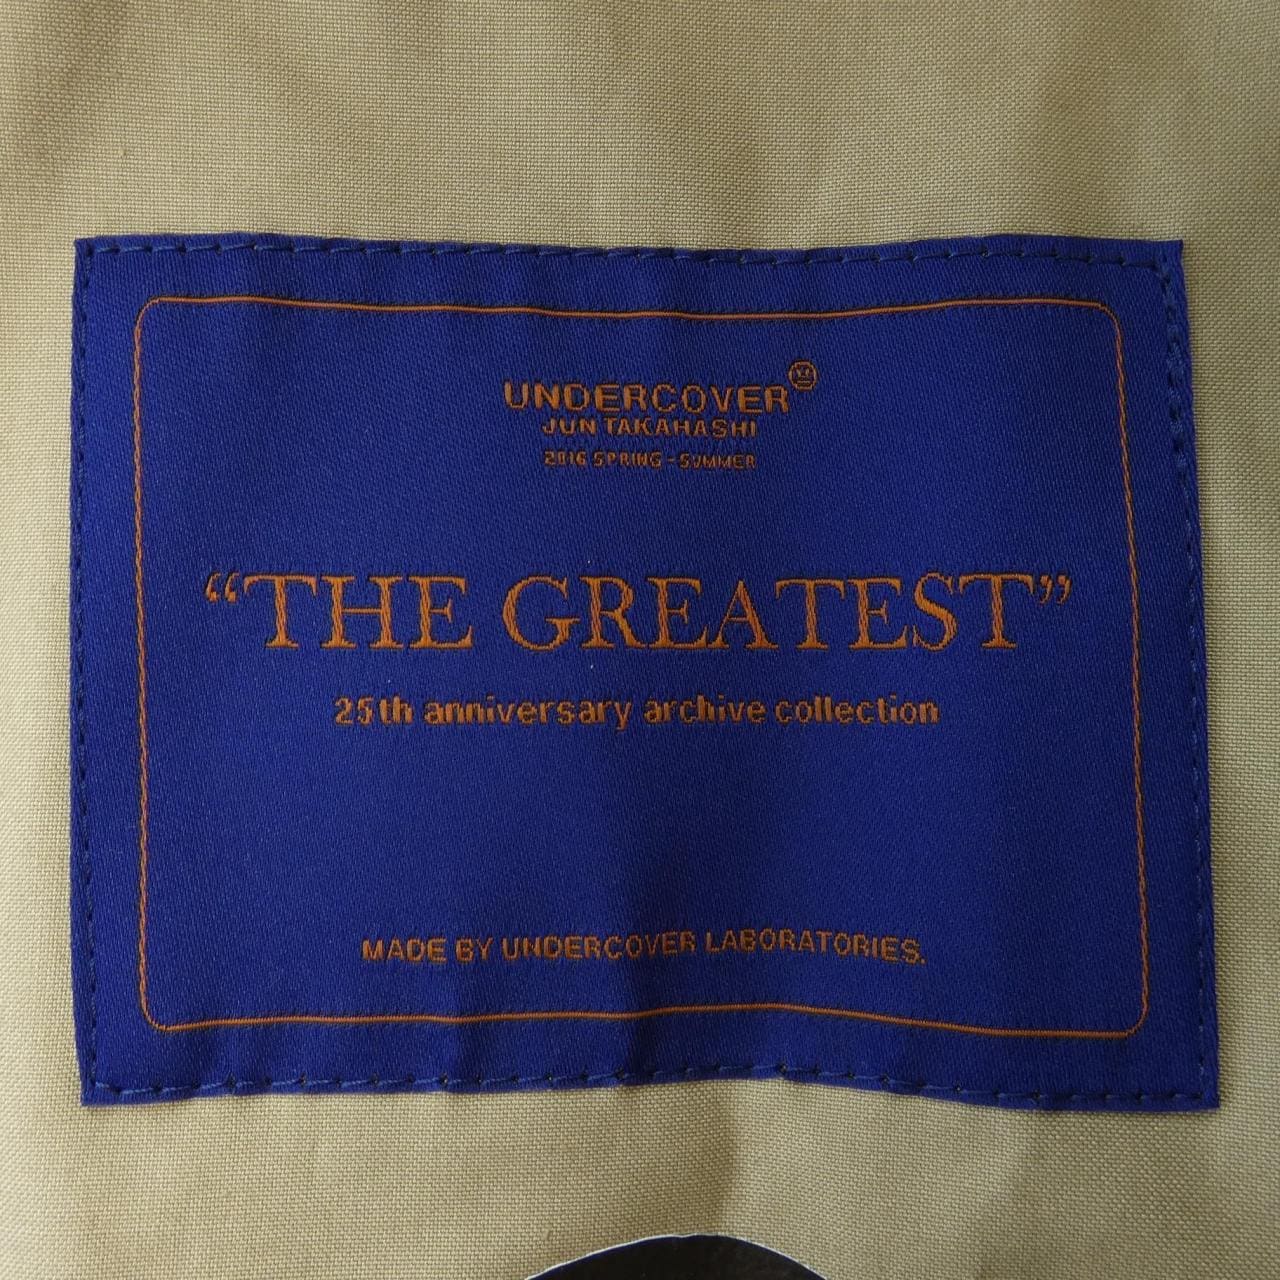 UNDERCOVER
JUN TAKAHASHI
2016 SPRING - SUMMER
“THE GREATEST”
25th anniversary archive collection
MADE BY UNDERCOVER LABORATORIES.